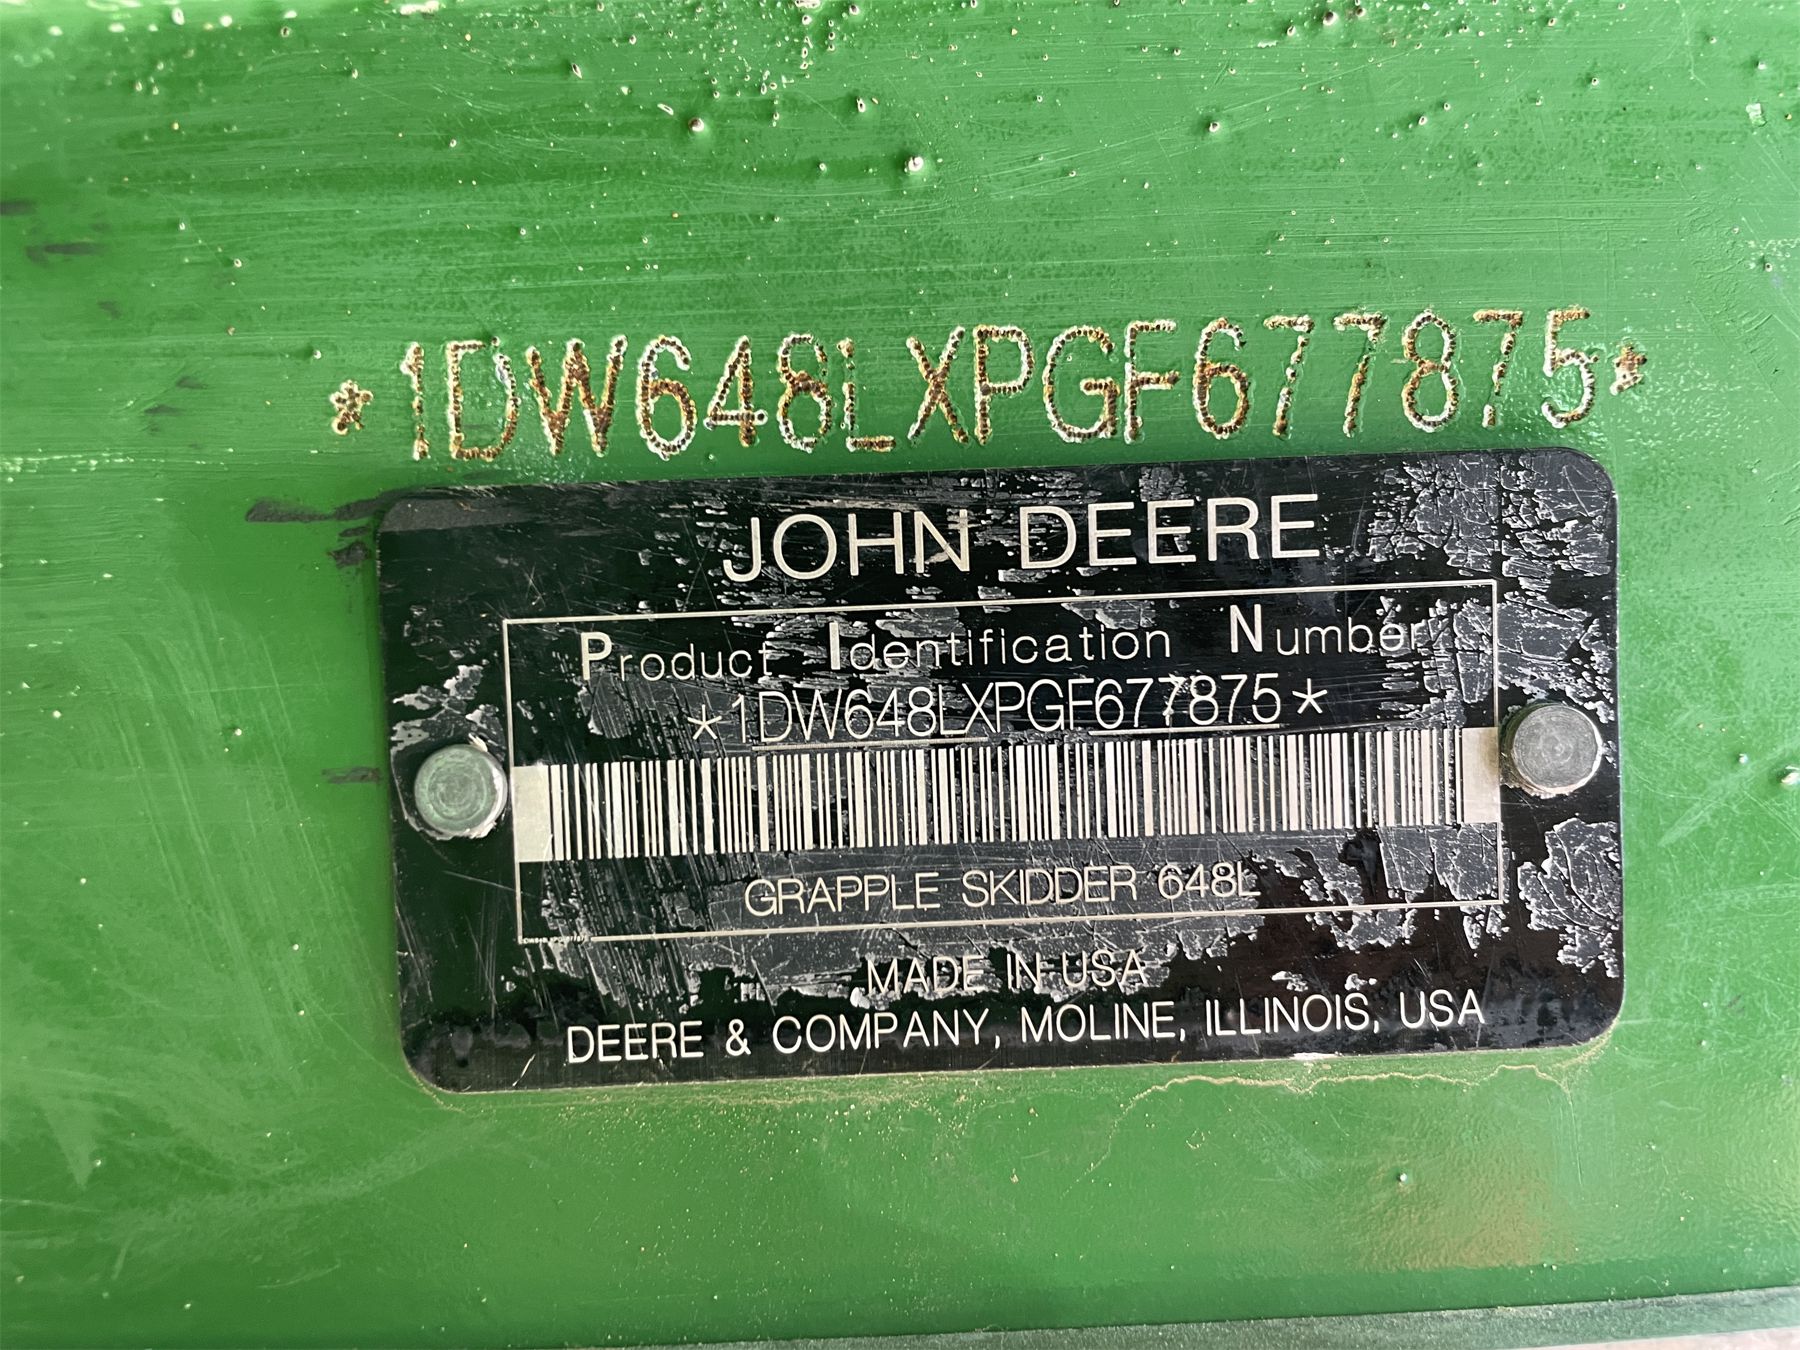 *1DW648LXPGF677875*
JOHN DEERE
Product Identification Number
*1DW648LXPGF677875*
GRAPPLE SKIDDER 648L
MADE IN USA
DEERE & COMPANY, MOLINE, ILLINOIS, USA